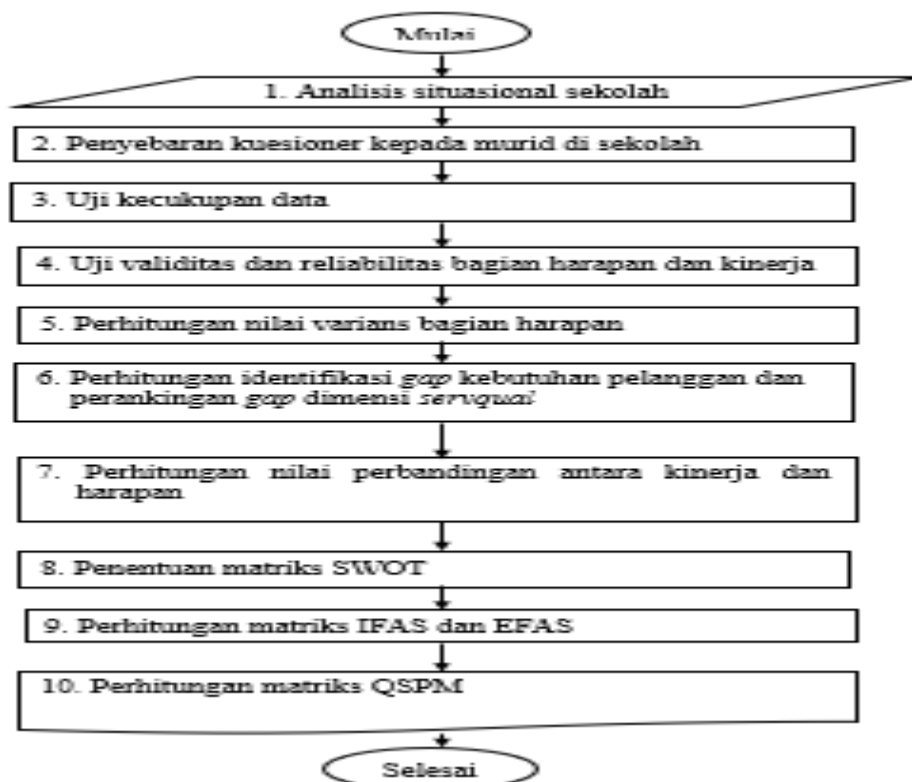 Mulai
1. Analisis situasional sekolah
2. Penyebaran kuesioner kepada murid di sekolah
3. Uji kecukupan data
4. Uji validitas dan reliabilitas bagian harapan dan kinerja
5. Perhitungan nilai varians bagian harapan
6. Perhitungan identifikasi gap kebutuhan pelanggan dan
perankingan gap dimensi servqual
7. Perhitungan nilai perbandingan antara kinerja dan
harapan
8. Penentuan matriks SWOT
9. Perhitungan matriks IFAS dan EFAS
10. Perhitungan matriks QSPM
Selesai